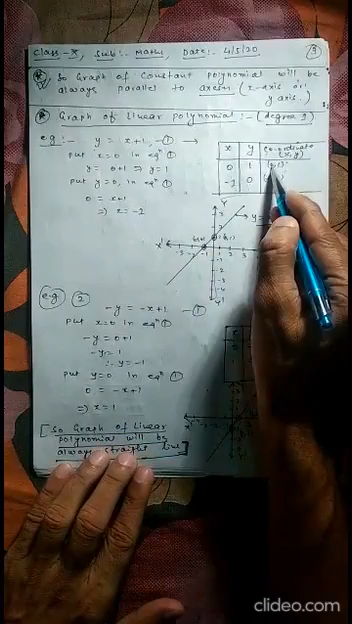 Class-X, Sub:- Maths, Date:- 4/5/20 ③
So Graph of Constant Polynomial will be
always parallel to axes (x-axis or
y axis.)
Graph of Linear polynomial :- (degree 1)
e.g:- y = x+1, -①
put x=0 in eqⁿ ①
y = 0+1 ⇒ y=1
put y=0, in eqⁿ ①
0 = x+1
⇒ x = -1
x y co-ordinate (x,y)
0 1
-1 0
e.g ②
-y = -x+1 -①
put x=0 in eqⁿ ①
-y = 0+1
-y=1
∴ y=-1
put y=0 in eqⁿ ①
0 = -x+1
⇒ x=1
[So Graph of Linear
polynomial will be
always straight line]
clideo.com